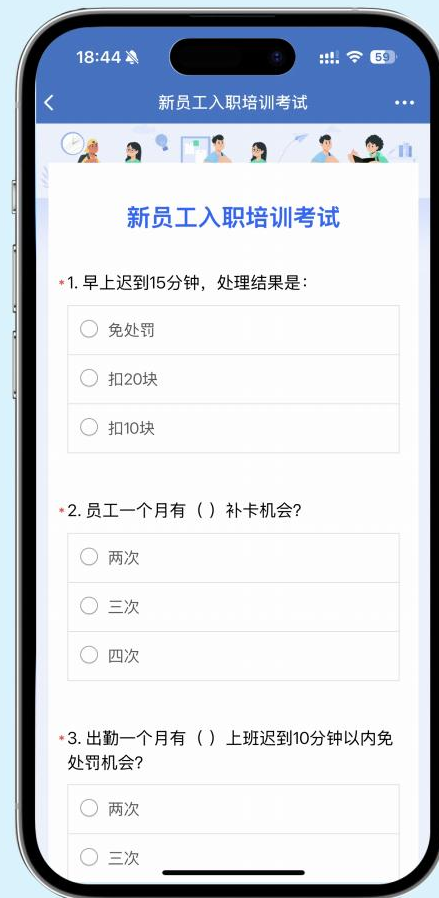 18:44
59
新员工入职培训考试
新员工入职培训考试
*1. 早上迟到15分钟，处理结果是：
免处罚
扣20块
扣10块
*2. 员工一个月有（ ）补卡机会?
两次
三次
四次
*3. 出勤一个月有（ ）上班迟到10分钟以内免
处罚机会?
两次
三次